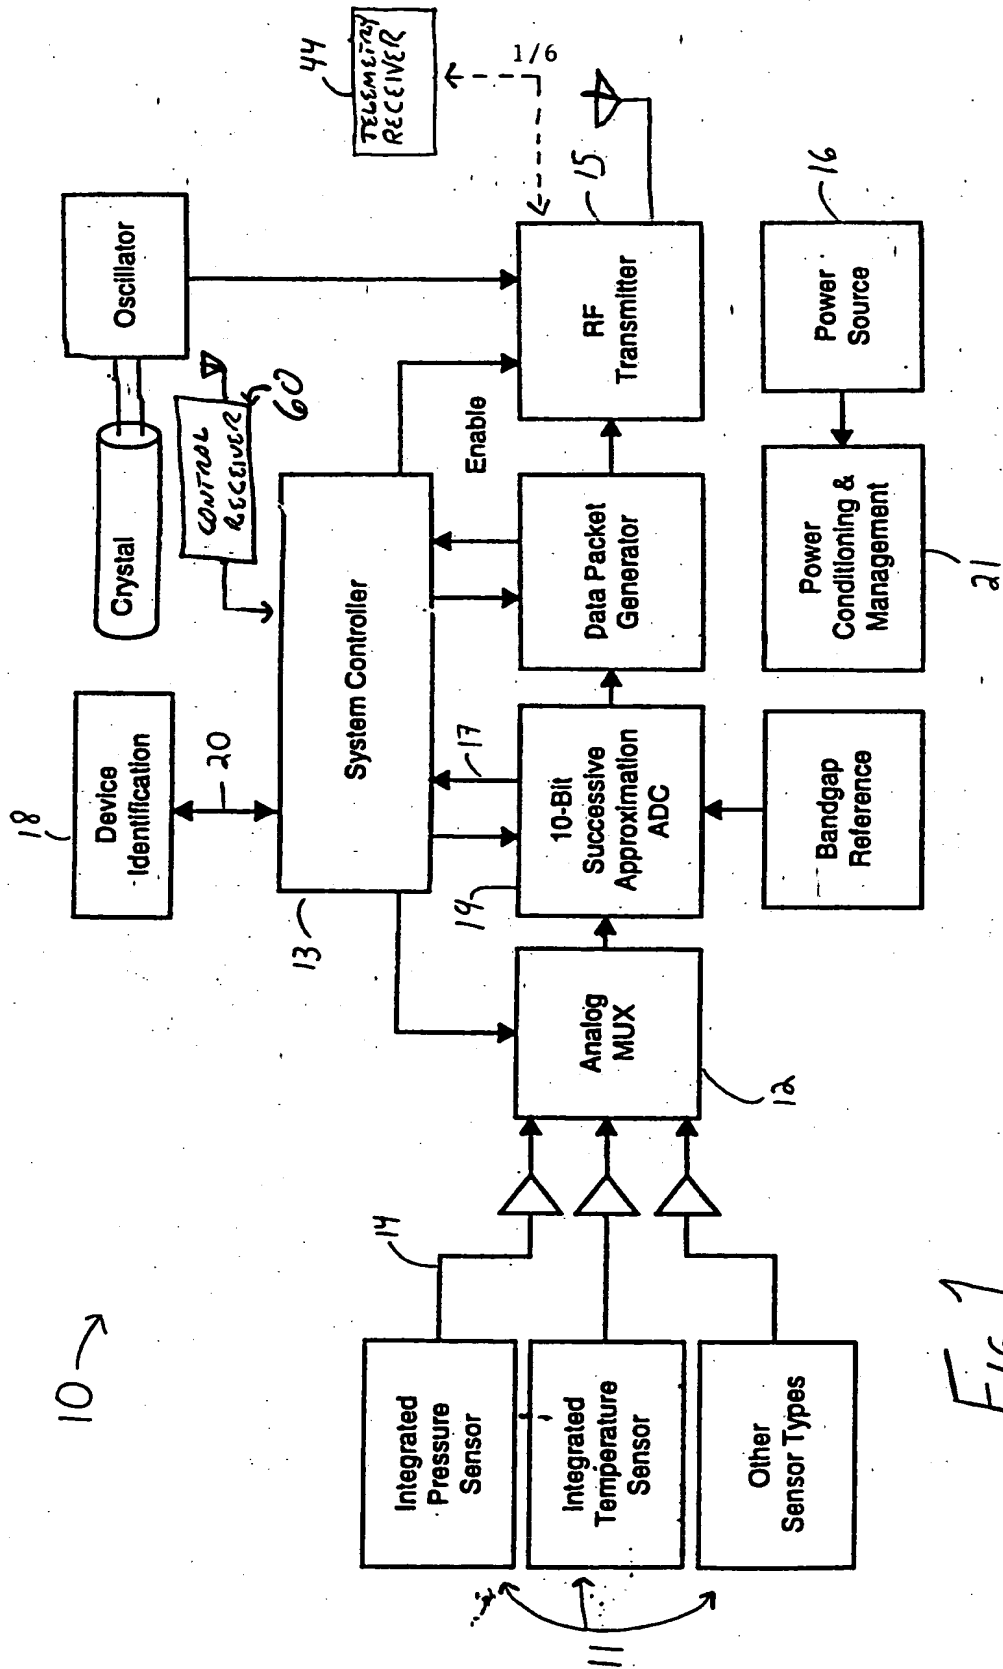 10
18
Device
Identification
20
Crystal
Oscillator
CONTROL
RECEIVER
60
44
TELEMETRY
RECEIVER
1/6
13
System Controller
Enable
17
14
19
15
Integrated
Pressure
Sensor
11
Integrated
Temperature
Sensor
Other
Sensor Types
Analog
MUX
12
10-Bit
Successive
Approximation
ADC
Data Packet
Generator
RF
Transmitter
Bandgap
Reference
Power
Conditioning &
Management
21
Power
Source
16
FIG 1